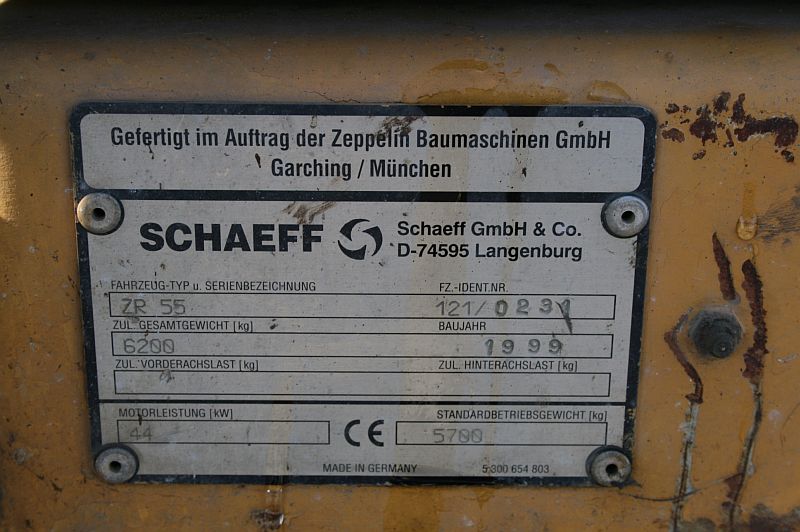 Gefertigt im Auftrag der Zeppelin Baumaschinen GmbH
Garching / München
SCHAEFF Schaeff GmbH & Co.
D-74595 Langenburg
FAHRZEUG-TYP u. SERIENBEZEICHNUNG FZ.-IDENT.NR.
ZR 55 121/0231
ZUL. GESAMTGEWICHT [kg] BAUJAHR
6200 1999
ZUL. VORDERACHSLAST [kg] ZUL. HINTERACHSLAST [kg]
MOTORLEISTUNG [kW] STANDARDBETRIEBSGEWICHT [kg]
44 CE 5700
MADE IN GERMANY 5 300 654 803